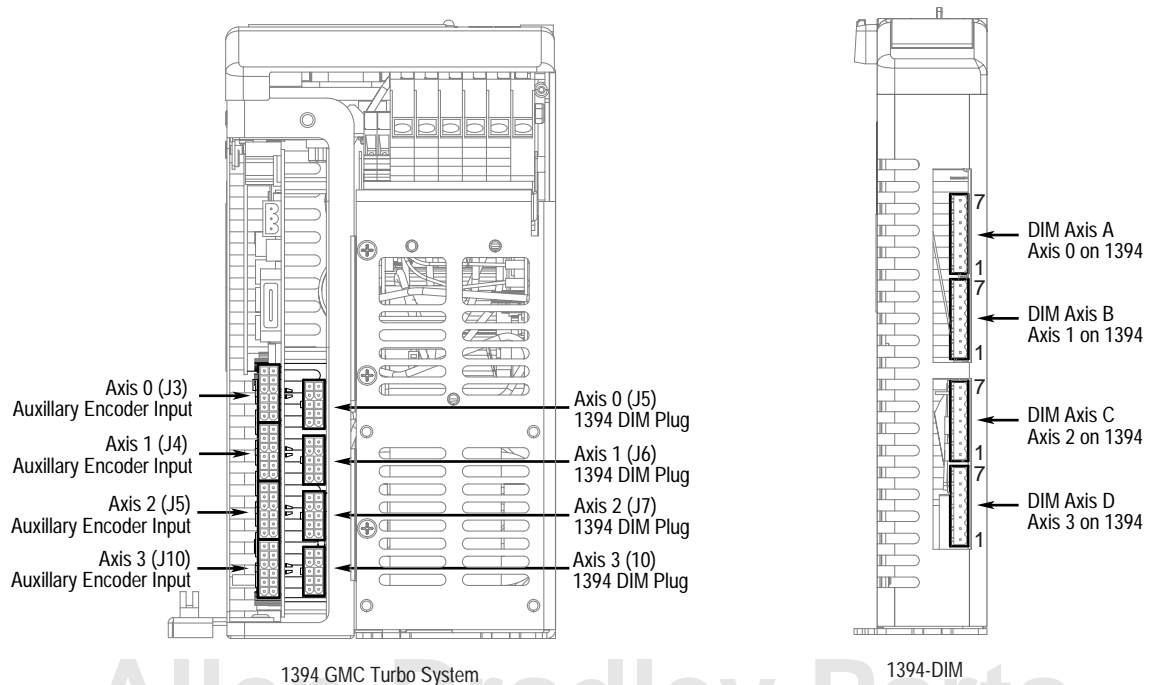 Axis 0 (J3)
Auxillary Encoder Input
Axis 1 (J4)
Auxillary Encoder Input
Axis 2 (J5)
Auxillary Encoder Input
Axis 3 (J10)
Auxillary Encoder Input
Axis 0 (J5)
1394 DIM Plug
Axis 1 (J6)
1394 DIM Plug
Axis 2 (J7)
1394 DIM Plug
Axis 3 (10)
1394 DIM Plug
1394 GMC Turbo System
7
1
DIM Axis A
Axis 0 on 1394
7
1
DIM Axis B
Axis 1 on 1394
7
1
DIM Axis C
Axis 2 on 1394
7
1
DIM Axis D
Axis 3 on 1394
1394-DIM
Allen Bradley Parts